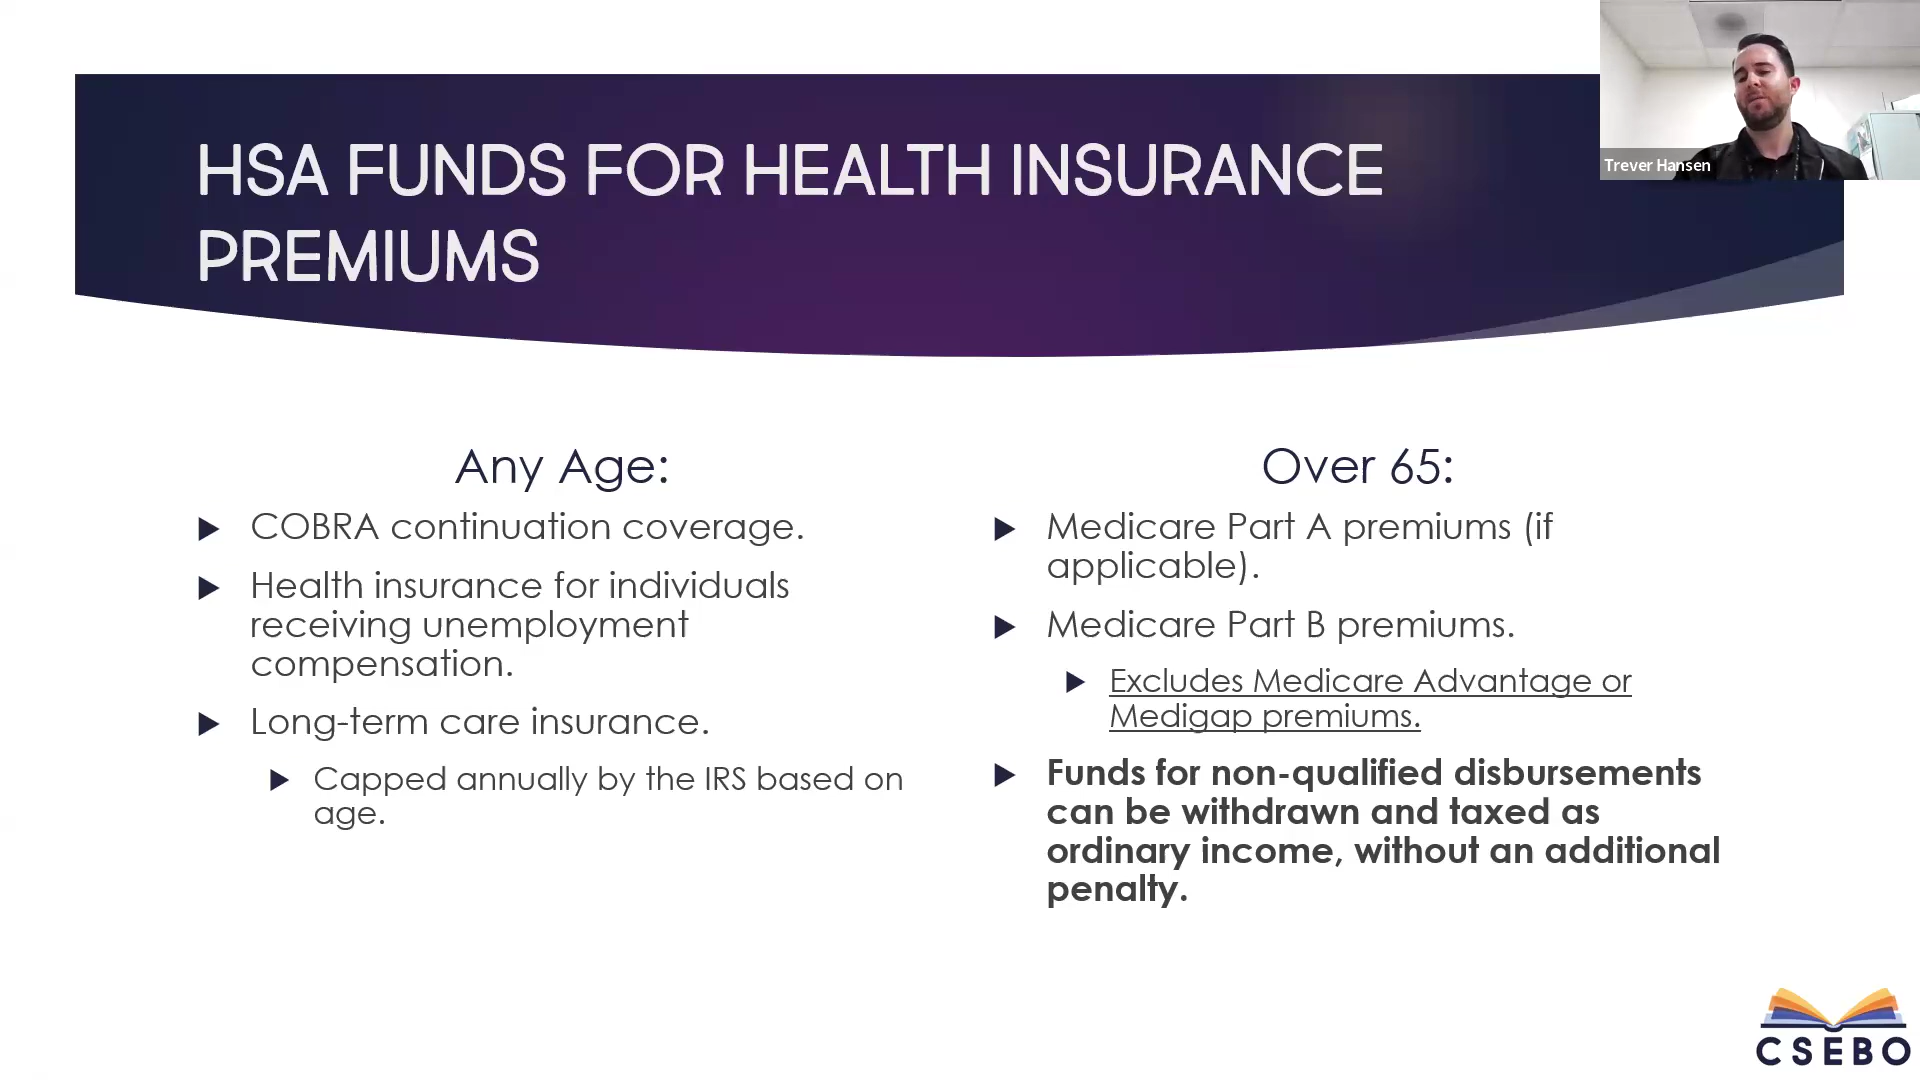 HSA FUNDS FOR HEALTH INSURANCE
PREMIUMS
Trever Hansen
Any Age:
COBRA continuation coverage.
Health insurance for individuals
receiving unemployment
compensation.
Long-term care insurance.
Capped annually by the IRS based on
age.
Over 65:
Medicare Part A premiums (if
applicable).
Medicare Part B premiums.
Excludes Medicare Advantage or
Medigap premiums.
Funds for non-qualified disbursements
can be withdrawn and taxed as
ordinary income, without an additional
penalty.
CSEBO